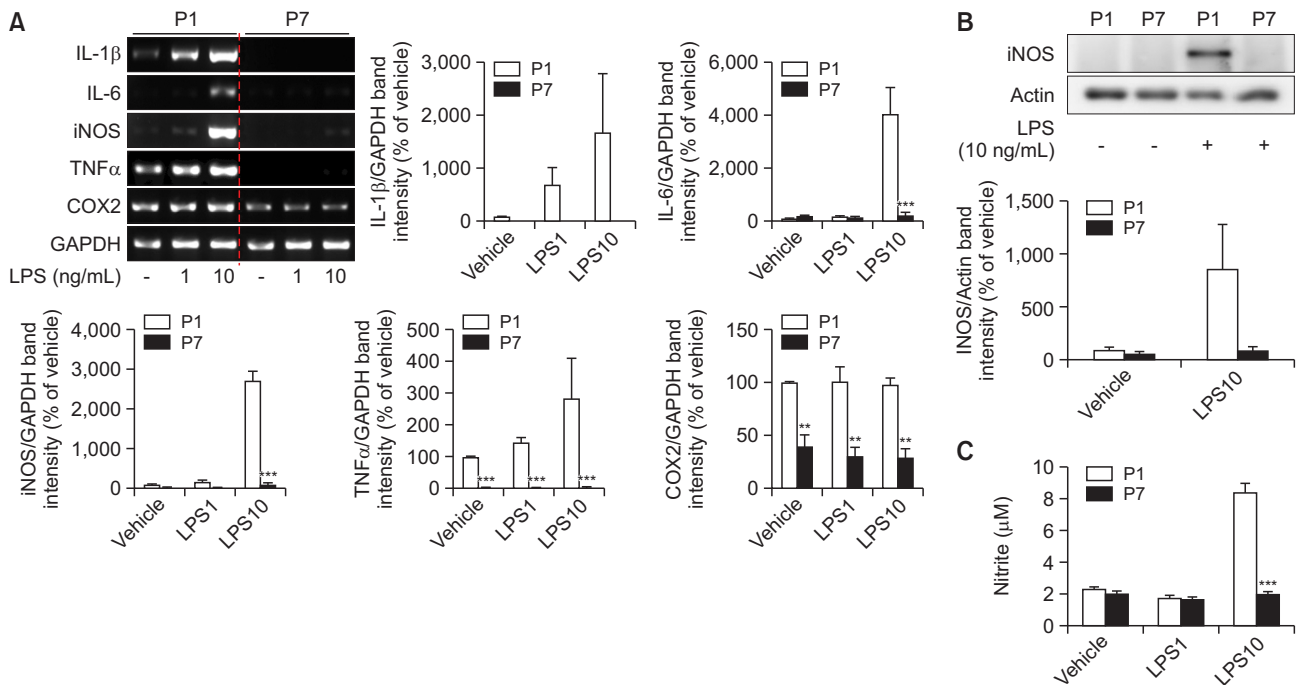 A
P1 P7
IL-1β
IL-6
iNOS
TNFα
COX2
GAPDH
LPS (ng/mL) - 1 10 - 1 10
IL-1β/GAPDH band
intensity (% of vehicle)
3,000
2,000
1,000
0
P1
P7
Vehicle LPS1 LPS10
IL-6/GAPDH band
intensity (% of vehicle)
6,000
4,000
2,000
0
P1
P7
***
Vehicle LPS1 LPS10
iNOS/GAPDH band
intensity (% of vehicle)
4,000
3,000
2,000
1,000
0
P1
P7
***
Vehicle LPS1 LPS10
TNFα/GAPDH band
intensity (% of vehicle)
500
400
300
200
100
0
P1
P7
*** *** ***
Vehicle LPS1 LPS10
COX2/GAPDH band
intensity (% of vehicle)
150
100
50
0
P1
P7
** ** **
Vehicle LPS1 LPS10
B
P1 P7 P1 P7
iNOS
Actin
LPS
(10 ng/mL) - - + +
INOS/Actin band
intensity (% of vehicle)
1,500
1,000
500
0
P1
P7
Vehicle LPS10
C
Nitrite (μM)
10
8
6
4
2
0
P1
P7
***
Vehicle LPS1 LPS10